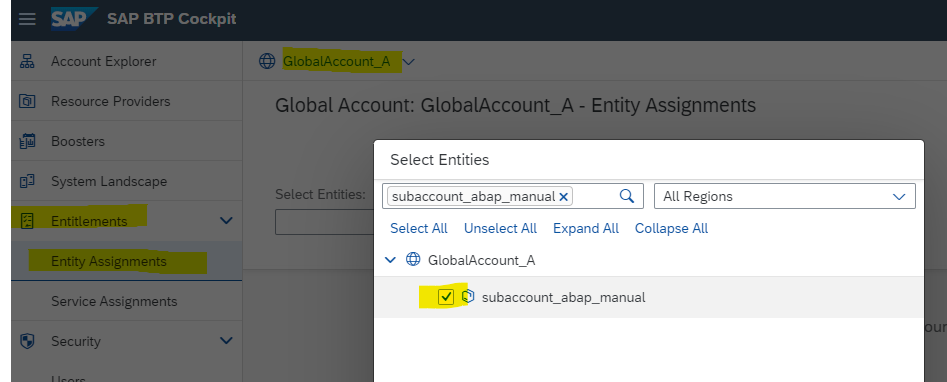 SAP SAP BTP Cockpit
Account Explorer
Resource Providers
Boosters
System Landscape
Entitlements
Entity Assignments
Service Assignments
Security
Users
GlobalAccount_A
Global Account: GlobalAccount_A - Entity Assignments
Select Entities:
Select Entities
subaccount_abap_manual
All Regions
Select All Unselect All Expand All Collapse All
GlobalAccount_A
subaccount_abap_manual